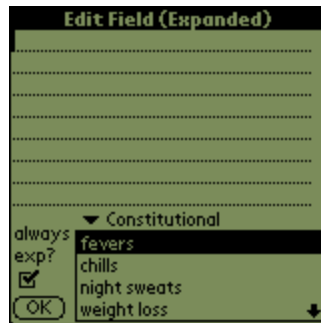 Edit Field (Expanded)
Constitutional
always
exp?
fevers
chills
night sweats
weight loss
OK